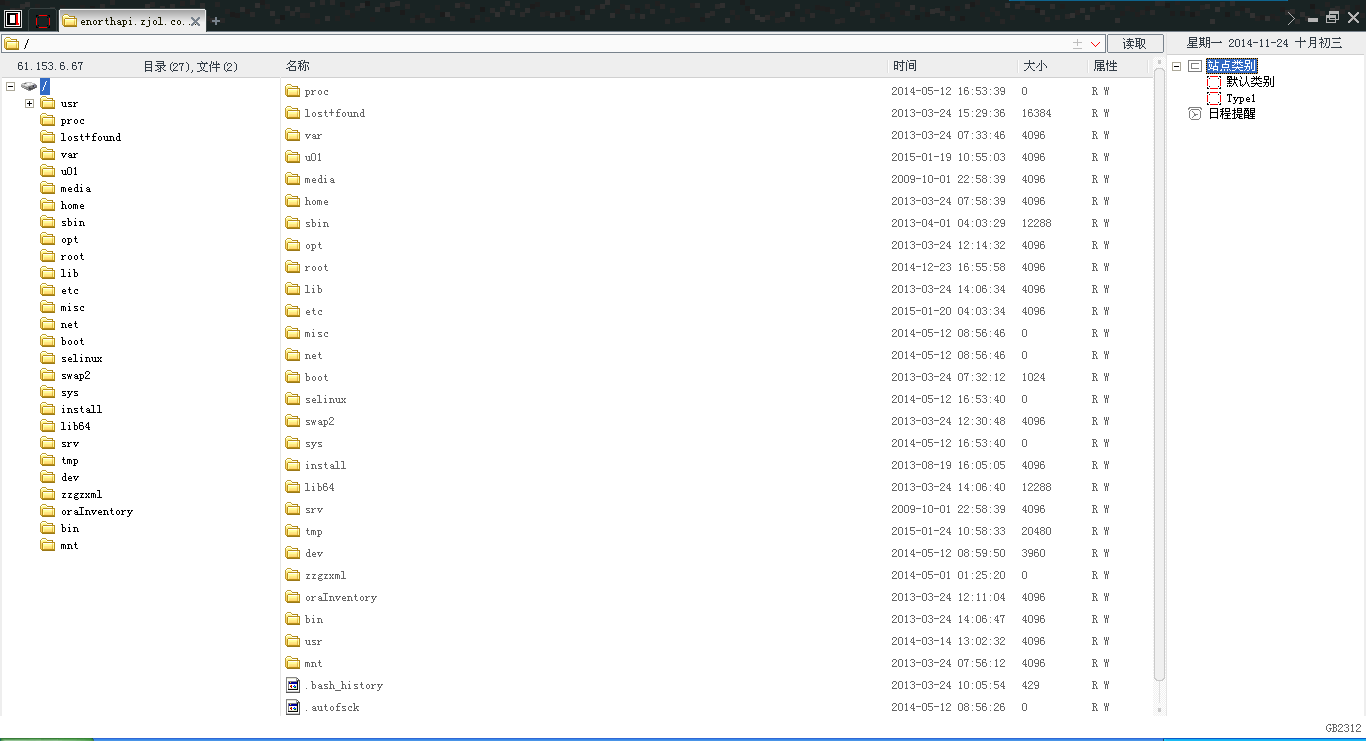 enorthapi.zjol.co.
/
读取
星期一 2014-11-24 十月初三
61.153.6.67 目录(27),文件(2)
/
usr
proc
lost+found
var
u01
media
home
sbin
opt
root
lib
etc
misc
net
boot
selinux
swap2
sys
install
lib64
srv
tmp
dev
zzgzxml
oraInventory
bin
mnt
名称 时间 大小 属性
proc 2014-05-12 16:53:39 0 R W
lost+found 2013-03-24 15:29:36 16384 R W
var 2013-03-24 07:33:46 4096 R W
u01 2015-01-19 10:55:03 4096 R W
media 2009-10-01 22:58:39 4096 R W
home 2013-03-24 07:58:39 4096 R W
sbin 2013-04-01 04:03:29 12288 R W
opt 2013-03-24 12:14:32 4096 R W
root 2014-12-23 16:55:58 4096 R W
lib 2013-03-24 14:06:34 4096 R W
etc 2015-01-20 04:03:34 4096 R W
misc 2014-05-12 08:56:46 0 R W
net 2014-05-12 08:56:46 0 R W
boot 2013-03-24 07:32:12 1024 R W
selinux 2014-05-12 16:53:40 0 R W
swap2 2013-03-24 12:30:48 4096 R W
sys 2014-05-12 16:53:40 0 R W
install 2013-08-19 16:05:05 4096 R W
lib64 2013-03-24 14:06:40 12288 R W
srv 2009-10-01 22:58:39 4096 R W
tmp 2015-01-24 10:58:33 20480 R W
dev 2014-05-12 08:59:50 3960 R W
zzgzxml 2014-05-01 01:25:20 0 R W
oraInventory 2013-03-24 12:11:04 4096 R W
bin 2013-03-24 14:06:47 4096 R W
usr 2014-03-14 13:02:32 4096 R W
mnt 2013-03-24 07:56:12 4096 R W
.bash_history 2013-03-24 10:05:54 429 R W
.autofsck 2014-05-12 08:56:26 0 R W
站点类别
默认类别
Type1
日程提醒
GB2312